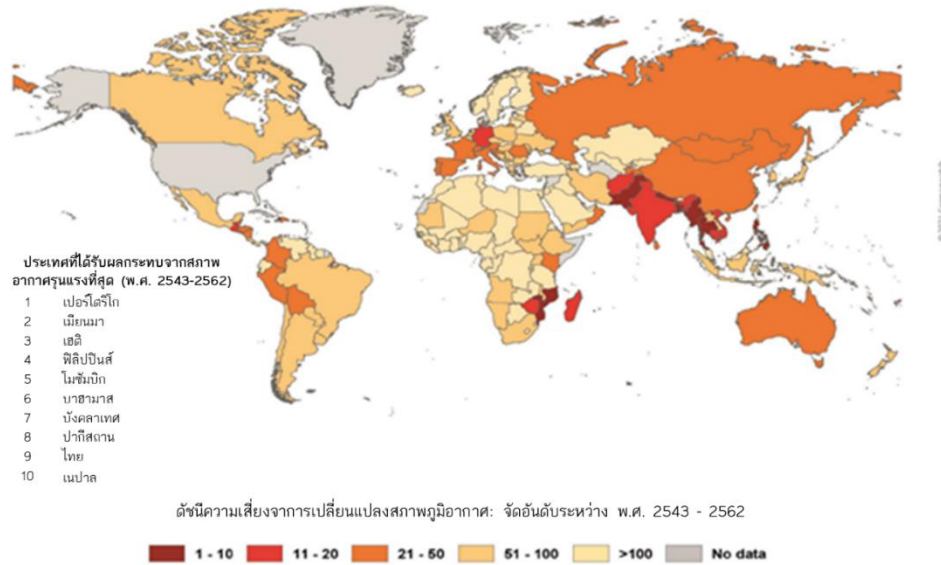 ประเทศที่ได้รับผลกระทบจากสภาพ
อากาศรุนแรงที่สุด (พ.ศ. 2543-2562)
1 เปอร์โตริโก
2 เมียนมา
3 เฮติ
4 ฟิลิปปินส์
5 โมซัมบิก
6 บาฮามาส
7 บังคลาเทศ
8 ปากีสถาน
9 ไทย
10 เนปาล
ดัชนีความเสี่ยงจาการเปลี่ยนแปลงสภาพภูมิอากาศ: จัดอันดับระหว่าง พ.ศ. 2543 - 2562
1 - 10 11 - 20 21 - 50 51 - 100 >100 No data